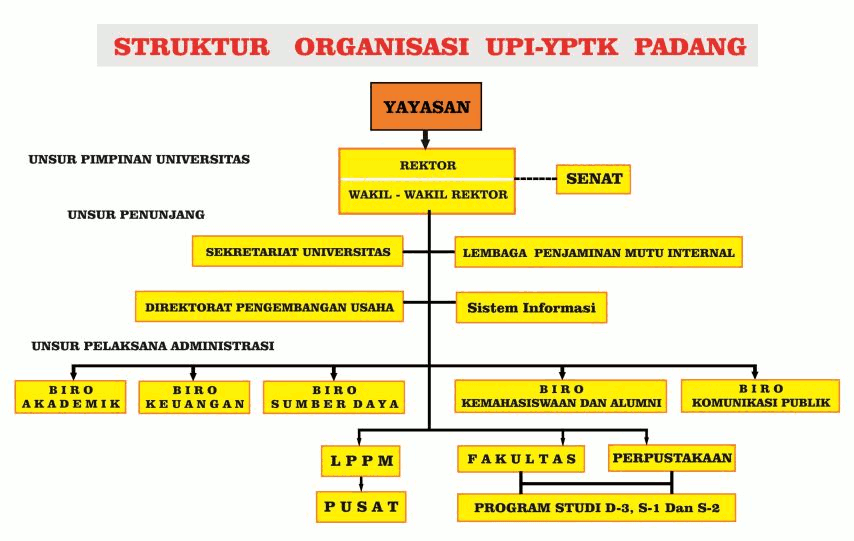 STRUKTUR ORGANISASI UPI-YPTK PADANG
YAYASAN
UNSUR PIMPINAN UNIVERSITAS
REKTOR
WAKIL - WAKIL REKTOR
SENAT
UNSUR PENUNJANG
SEKRETARIAT UNIVERSITAS
LEMBAGA PENJAMINAN MUTU INTERNAL
DIREKTORAT PENGEMBANGAN USAHA
Sistem Informasi
UNSUR PELAKSANA ADMINISTRASI
BIRO
AKADEMIK
BIRO
KEUANGAN
BIRO
SUMBER DAYA
BIRO
KEMAHASISWAAN DAN ALUMNI
BIRO
KOMUNIKASI PUBLIK
LPPM
FAKULTAS
PERPUSTAKAAN
PUSAT
PROGRAM STUDI D-3, S-1 Dan S-2